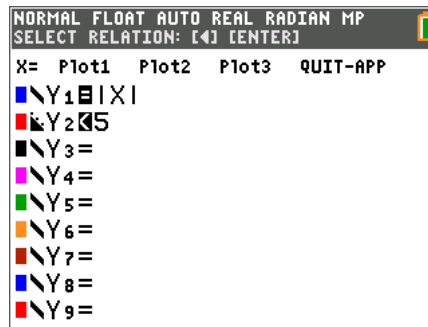 NORMAL FLOAT AUTO REAL RADIAN MP
SELECT RELATION: [◄] [ENTER]
X= Plot1 Plot2 Plot3 QUIT-APP
\Y1=|X|
Y2<5
\Y3=
\Y4=
\Y5=
\Y6=
\Y7=
\Y8=
\Y9=